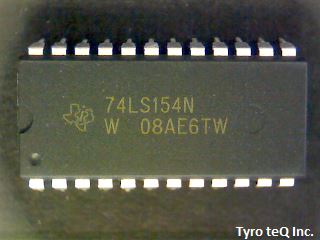 74LS154N
W 08AE6TW
Tyro teQ Inc.